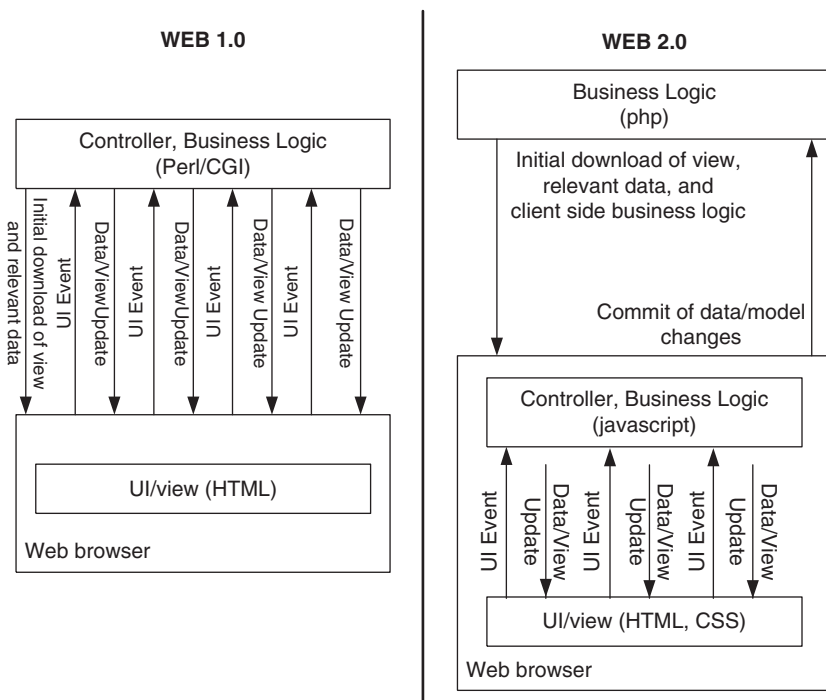 WEB 1.0
Controller, Business Logic
(Perl/CGI)
Initial download of view
and relevant data
UI Event
Data/ViewUpdate
UI Event
Data/ViewUpdate
UI Event
Data/View Update
UI Event
Data/View Update
UI/view (HTML)
Web browser
WEB 2.0
Business Logic
(php)
Initial download of view,
relevant data, and
client side business logic
Commit of data/model
changes
Controller, Business Logic
(javascript)
UI Event
Data/View
Update
UI Event
Data/View
Update
UI Event
Data/View
Update
UI/view (HTML, CSS)
Web browser